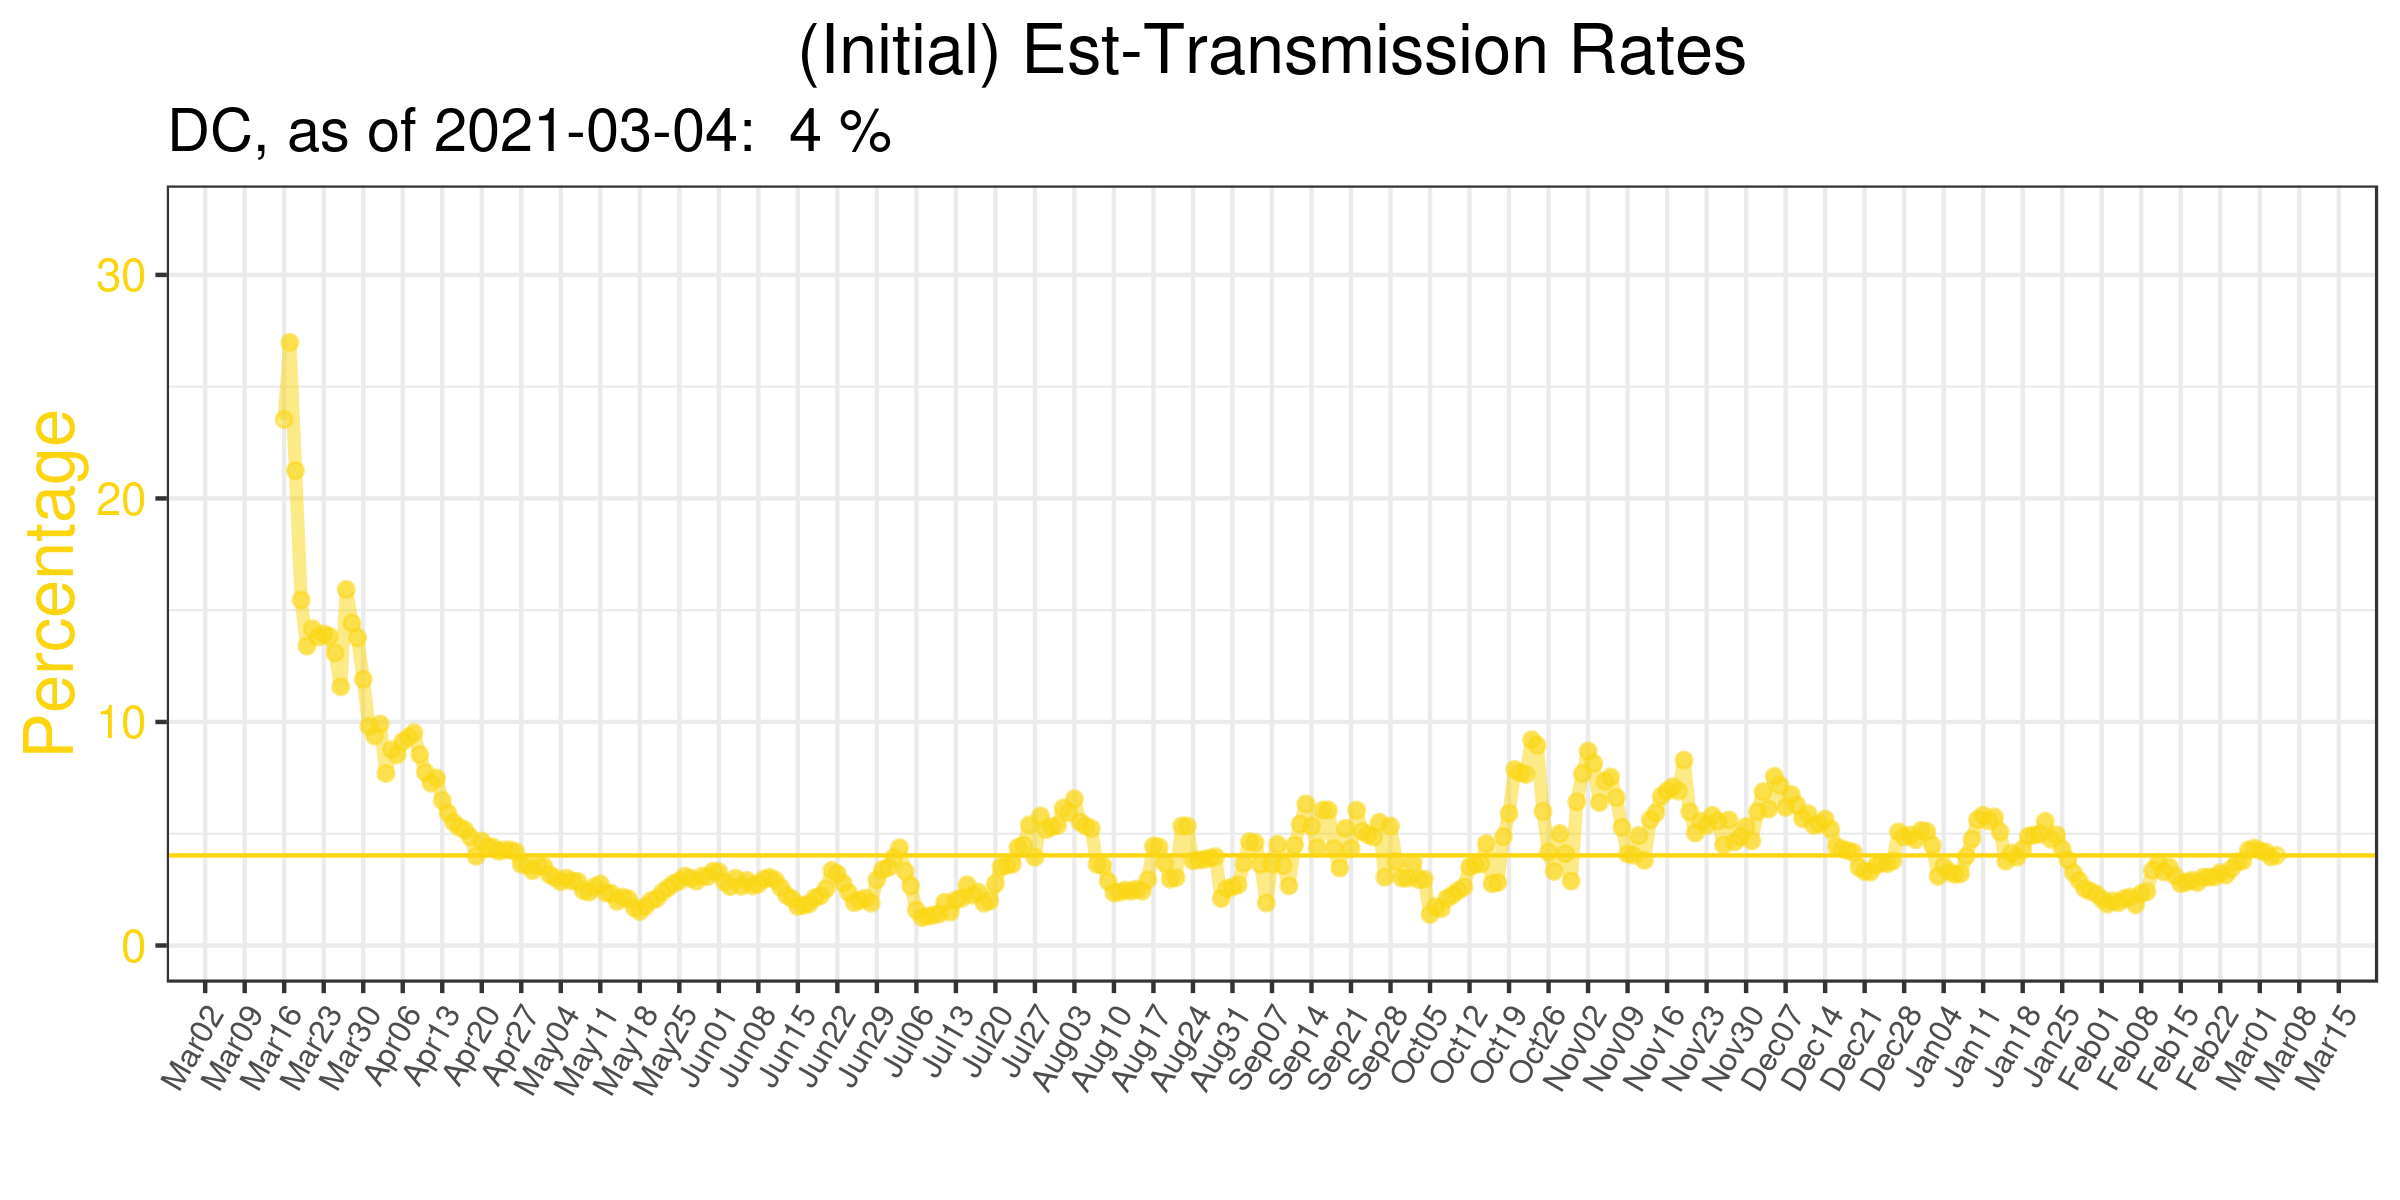 (Initial) Est-Transmission Rates
DC, as of 2021-03-04:  4 %
Percentage
30
20
10
0
Mar02
Mar09
Mar16
Mar23
Mar30
Apr06
Apr13
Apr20
Apr27
May04
May11
May18
May25
Jun01
Jun08
Jun15
Jun22
Jun29
Jul06
Jul13
Jul20
Jul27
Aug03
Aug10
Aug17
Aug24
Aug31
Sep07
Sep14
Sep21
Sep28
Oct05
Oct12
Oct19
Oct26
Nov02
Nov09
Nov16
Nov23
Nov30
Dec07
Dec14
Dec21
Dec28
Jan04
Jan11
Jan18
Jan25
Feb01
Feb08
Feb15
Feb22
Mar01
Mar08
Mar15